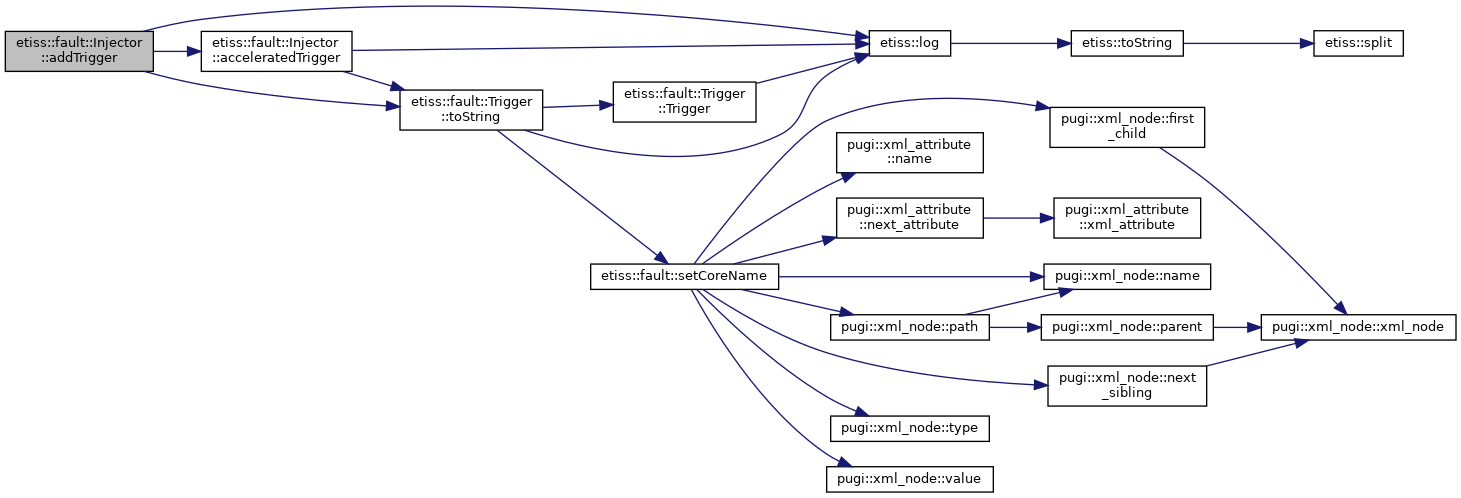 etiss::fault::Injector
::addTrigger
etiss::fault::Injector
::acceleratedTrigger
etiss::fault::Trigger
::toString
etiss::fault::Trigger
::Trigger
etiss::log
etiss::toString
etiss::split
etiss::fault::setCoreName
pugi::xml_node::first
_child
pugi::xml_attribute
::name
pugi::xml_attribute
::next_attribute
pugi::xml_attribute
::xml_attribute
pugi::xml_node::name
pugi::xml_node::path
pugi::xml_node::parent
pugi::xml_node::xml_node
pugi::xml_node::next
_sibling
pugi::xml_node::type
pugi::xml_node::value